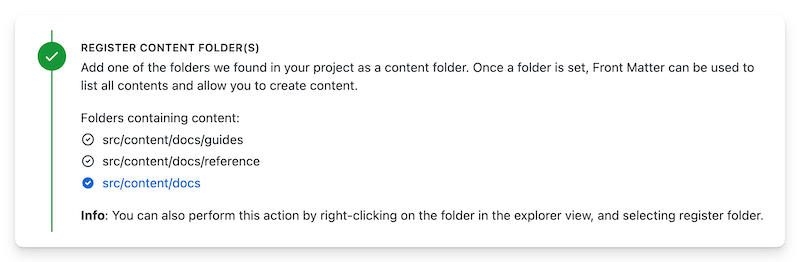 REGISTER CONTENT FOLDER(S)
Add one of the folders we found in your project as a content folder. Once a folder is set, Front Matter can be used to
list all contents and allow you to create content.
Folders containing content:
src/content/docs/guides
src/content/docs/reference
src/content/docs
Info: You can also perform this action by right-clicking on the folder in the explorer view, and selecting register folder.